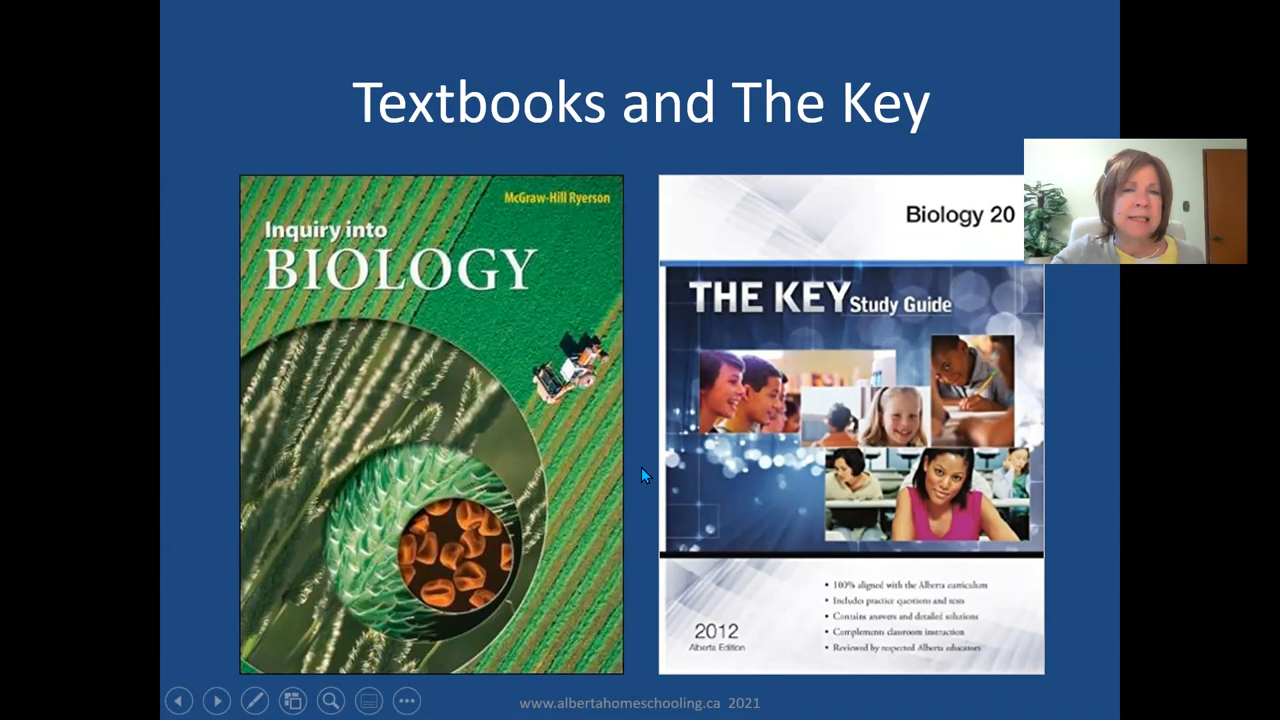 Textbooks and The Key
McGraw-Hill Ryerson
Inquiry into
BIOLOGY
Biology 20
THE KEY Study Guide
• 100% aligned with the Alberta curriculum
• Includes practice questions and tests
• Contains answers and detailed solutions
• Complements classroom instruction
• Reviewed by respected Alberta educators
2012
Alberta Edition
www.albertahomeschooling.ca 2021